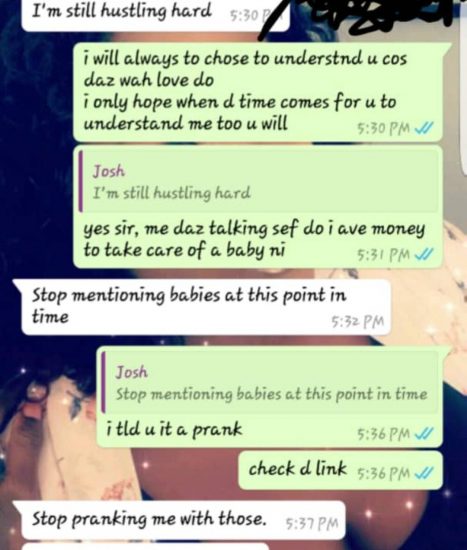 I'm still hustling hard
5:30 P
i will always to chose to understnd u cos
daz wah love do
i only hope when d time comes for u to
understand me too u will 5:30 PM
Josh
I'm still hustling hard
yes sir, me daz talking sef do i ave money
to take care of a baby ni 5:31 PM
Stop mentioning babies at this point in
time
5:32 PM
Josh
Stop mentioning babies at this point in time
i tld u it a prank 5:36 PM
check d link 5:36 PM
Stop pranking me with those. 5:37 PM